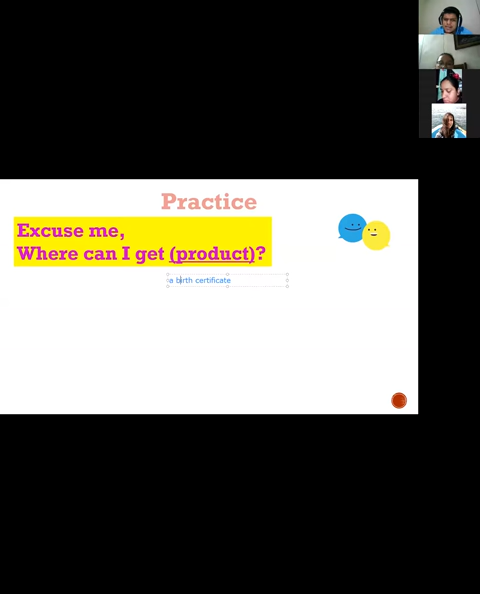 Practice
Excuse me,
Where can I get (product)?
a birth certificate